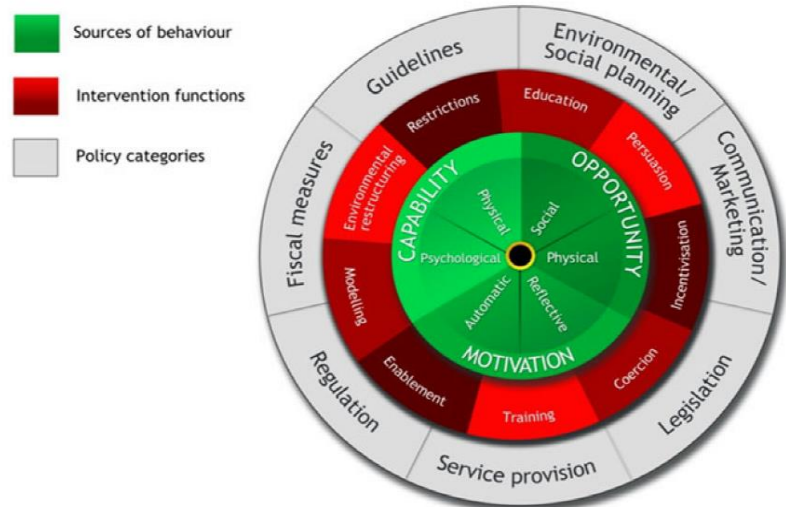 Sources of behaviour
Intervention functions
Policy categories
Guidelines
Environmental/
Social planning
Communication/
Marketing
Legislation
Service provision
Regulation
Fiscal measures
Restrictions
Education
Persuasion
Incentivisation
Coercion
Training
Enablement
Modelling
Environmental
restructuring
CAPABILITY
OPPORTUNITY
MOTIVATION
Physical
Social
Physical
Reflective
Automatic
Psychological